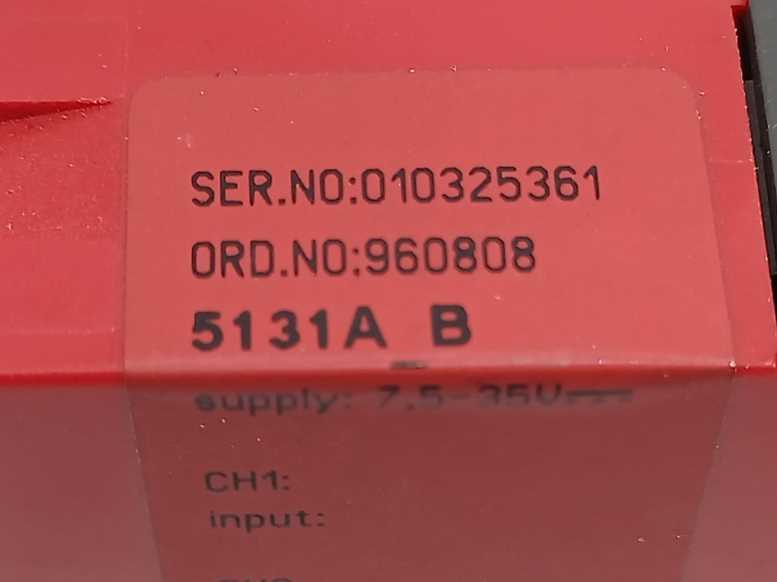 SER.NO:010325361
ORD.NO:960808
5131A B
supply: 7,5-35V
CH1:
input: